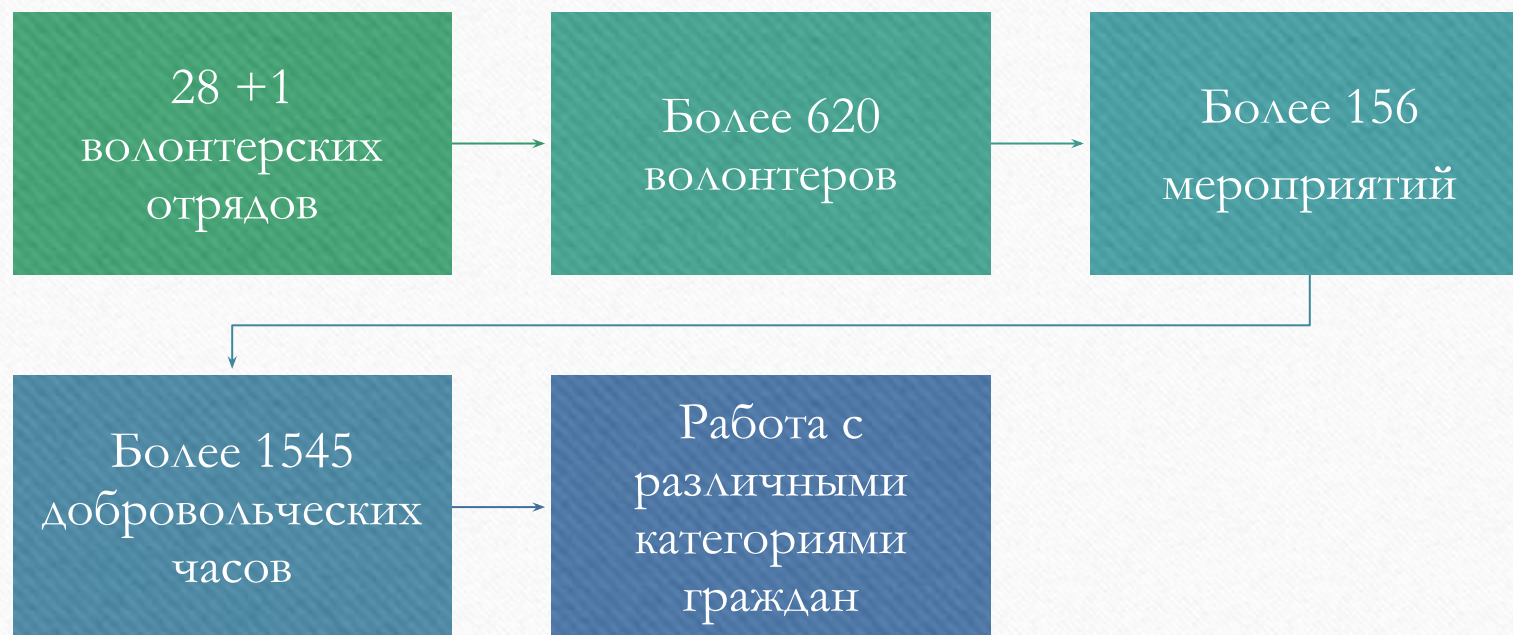 28 +1
волонтерских
отрядов
Более 620
волонтеров
Более 156
мероприятий
Более 1545
добровольческих
часов
Работа с
различными
категориями
граждан